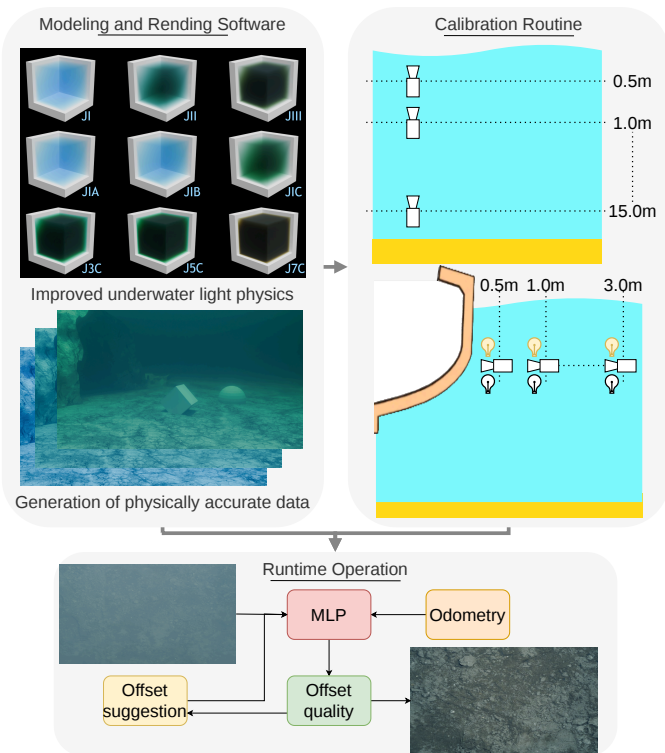 Modeling and Rending Software
JI
JII
JIII
JIA
JIB
JIC
J3C
J5C
J7C
Improved underwater light physics
Generation of physically accurate data
Calibration Routine
0.5m
1.0m
15.0m
0.5m 1.0m 3.0m
Runtime Operation
MLP
Odometry
Offset
suggestion
Offset
quality